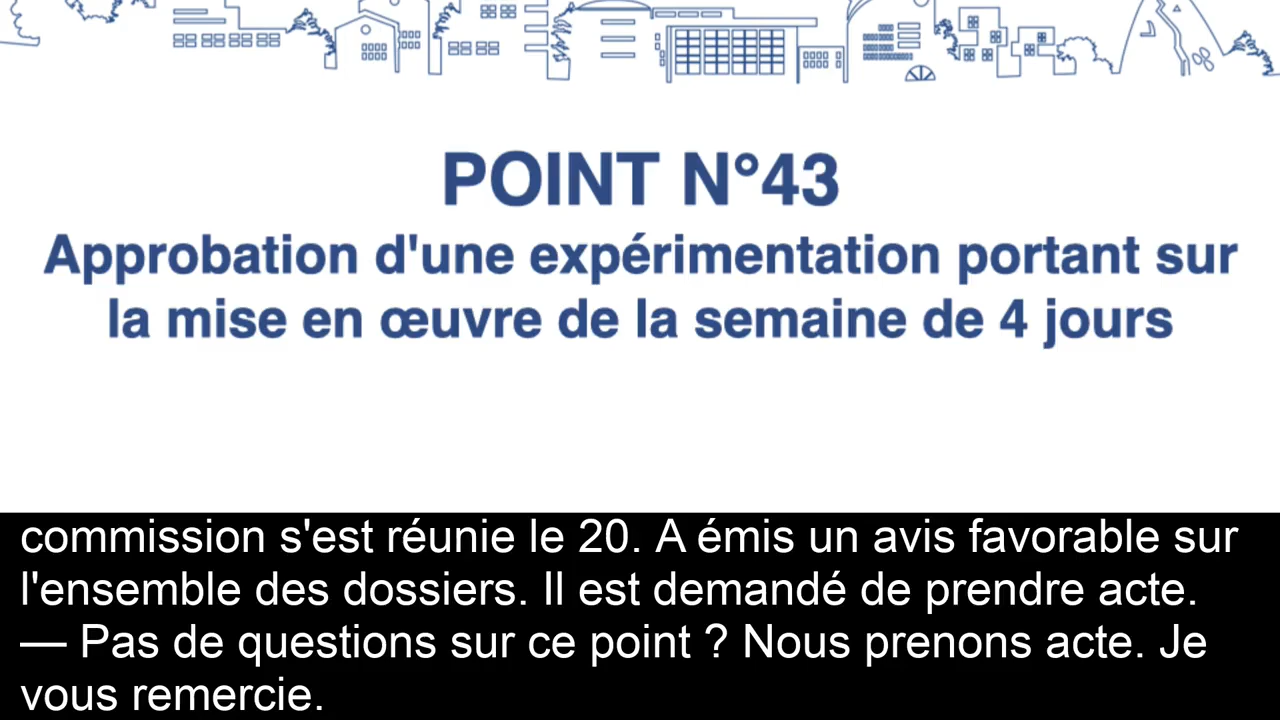 POINT N°43
Approbation d'une expérimentation portant sur
la mise en œuvre de la semaine de 4 jours
commission s'est réunie le 20. A émis un avis favorable sur
l'ensemble des dossiers. Il est demandé de prendre acte.
— Pas de questions sur ce point ? Nous prenons acte. Je
vous remercie.